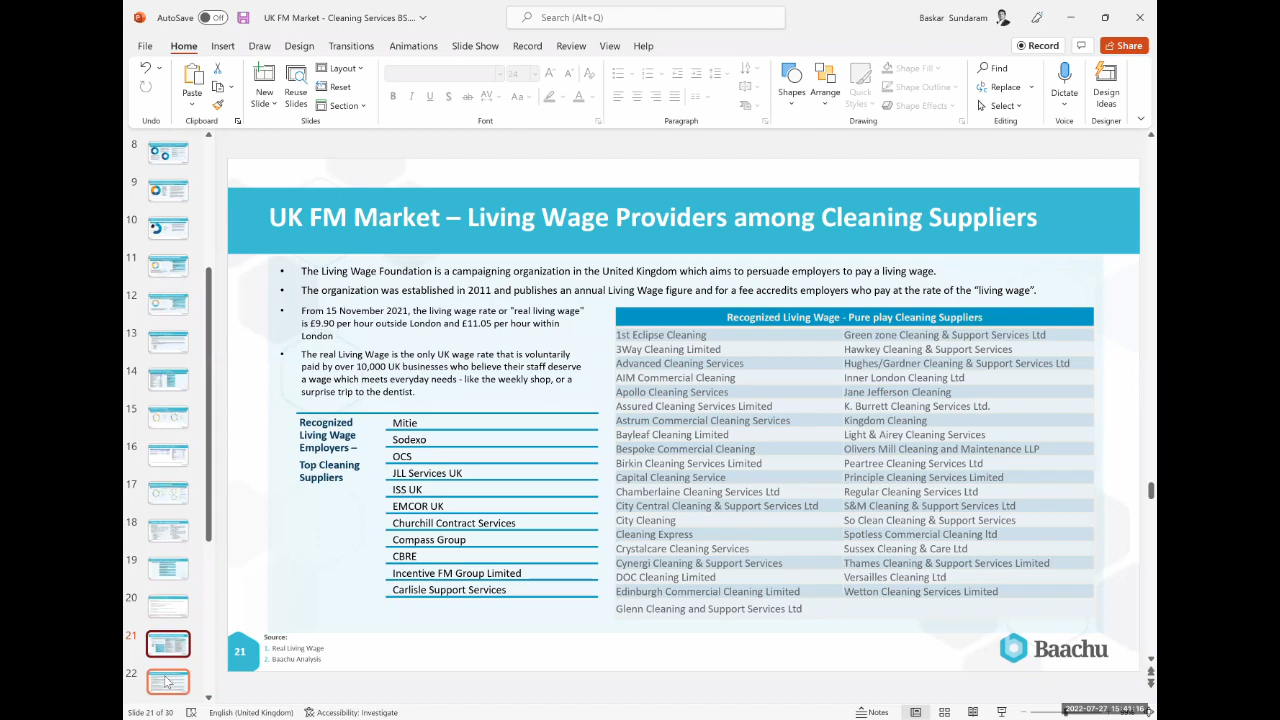 AutoSave Off UK FM Market - Cleaning Services BS.... Search (Alt+Q) Baskar Sundaram
File Home Insert Draw Design Transitions Animations Slide Show Record Review View Help Record Share
Paste New Slide Reuse Slides Layout Reset Section 24 Shapes Arrange Quick Styles Shape Fill Shape Outline Shape Effects Find Replace Select Dictate Design Ideas
Undo Clipboard Slides Font Paragraph Drawing Editing Voice Designer
8
9
10
11
12
13
14
15
16
17
18
19
20
21
22
UK FM Market – Living Wage Providers among Cleaning Suppliers
• The Living Wage Foundation is a campaigning organization in the United Kingdom which aims to persuade employers to pay a living wage.
• The organization was established in 2011 and publishes an annual Living Wage figure and for a fee accredits employers who pay at the rate of the “living wage”.
• From 15 November 2021, the living wage rate or "real living wage"
is £9.90 per hour outside London and £11.05 per hour within
London
• The real Living Wage is the only UK wage rate that is voluntarily
paid by over 10,000 UK businesses who believe their staff deserve
a wage which meets everyday needs - like the weekly shop, or a
surprise trip to the dentist.
Recognized
Living Wage
Employers –
Top Cleaning
Suppliers
Mitie
Sodexo
OCS
JLL Services UK
ISS UK
EMCOR UK
Churchill Contract Services
Compass Group
CBRE
Incentive FM Group Limited
Carlisle Support Services
Recognized Living Wage - Pure play Cleaning Suppliers
1st Eclipse Cleaning Green zone Cleaning & Support Services Ltd
3Way Cleaning Limited Hawkey Cleaning & Support Services
Advanced Cleaning Services Hughes/Gardner Cleaning & Support Services Ltd
AIM Commercial Cleaning Inner London Cleaning Ltd
Apollo Cleaning Services Jane Jefferson Cleaning
Assured Cleaning Services Limited K. Burrett Cleaning Services Ltd.
Astrum Commercial Cleaning Services Kingdom Cleaning
Bayleaf Cleaning Limited Light & Airey Cleaning Services
Bespoke Commercial Cleaning Olivers Mill Cleaning and Maintenance LLP
Birkin Cleaning Services Limited Peartree Cleaning Services Ltd
Capital Cleaning Service Principle Cleaning Services Limited
Chamberlaine Cleaning Services Ltd Regular Cleaning Services Ltd
City Central Cleaning & Support Services Ltd S&M Cleaning & Support Services
City Cleaning So Clean Cleaning & Support Services
Cleaning Express Spotless Commercial Cleaning ltd
Crystalcare Cleaning Services Sussex Cleaning & Care Ltd
Cynergi Cleaning & Support Services Thames Cleaning & Support Services Limited
DOC Cleaning Limited Versailles Cleaning Ltd
Edinburgh Commercial Cleaning Limited Wetton Cleaning Services Limited
Glenn Cleaning and Support Services Ltd
21
Source:
1. Real Living Wage
2. Baachu Analysis
Baachu
Slide 21 of 30 English (United Kingdom) Accessibility: Investigate Notes 2022-07-27 15:41:16